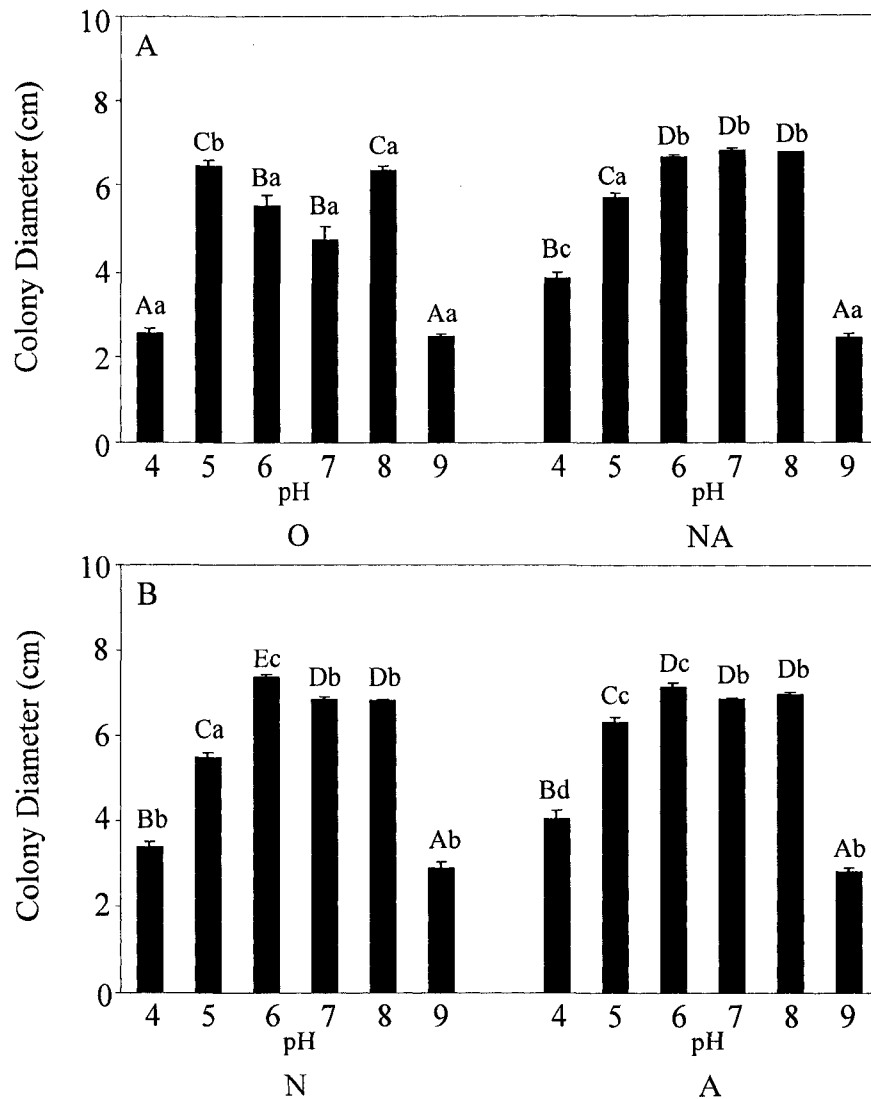 A
Colony Diameter (cm)
10
8
6
4
2
0
Aa Cb Ba Ba Ca Aa
Bc Ca Db Db Db Aa
4 5 6 7 8 9
pH
O
4 5 6 7 8 9
pH
NA
B
Colony Diameter (cm)
10
8
6
4
2
0
Bb Ca Ec Db Db Ab
Bd Cc Dc Db Db Ab
4 5 6 7 8 9
pH
N
4 5 6 7 8 9
pH
A